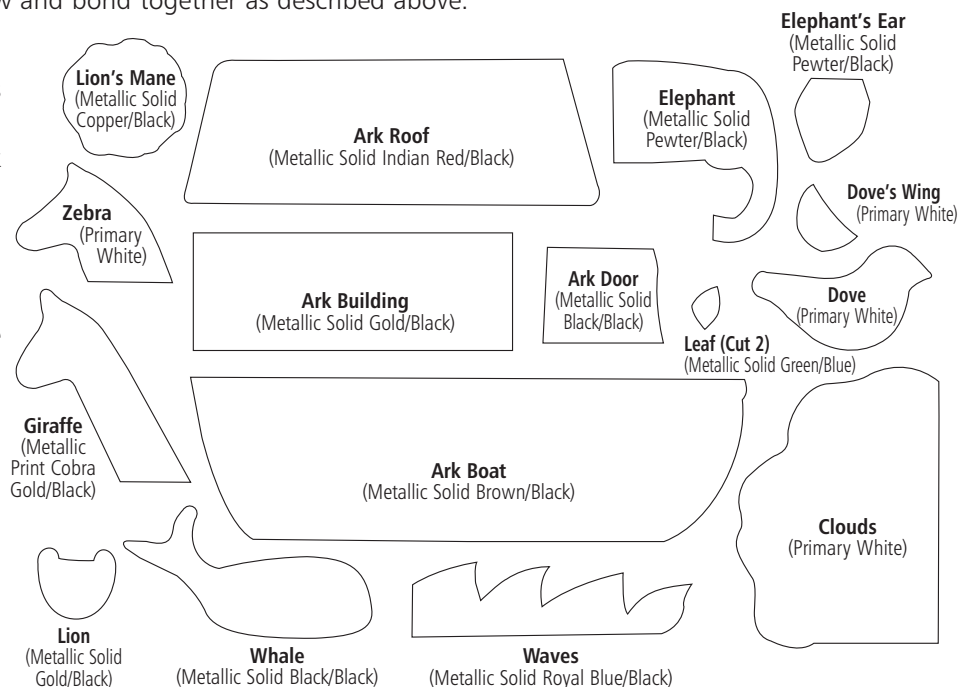 and bond together as described above.
Elephant's Ear
(Metallic Solid
Pewter/Black)
Lion's Mane
(Metallic Solid
Copper/Black)
Ark Roof
(Metallic Solid Indian Red/Black)
Elephant
(Metallic Solid
Pewter/Black)
Dove's Wing
(Primary White)
Zebra
(Primary
White)
Ark Building
(Metallic Solid Gold/Black)
Ark Door
(Metallic Solid
Black/Black)
Dove
(Primary White)
Leaf (Cut 2)
(Metallic Solid Green/Blue)
Giraffe
(Metallic
Print Cobra
Gold/Black)
Ark Boat
(Metallic Solid Brown/Black)
Clouds
(Primary White)
Lion
(Metallic Solid
Gold/Black)
Whale
(Metallic Solid Black/Black)
Waves
(Metallic Solid Royal Blue/Black)